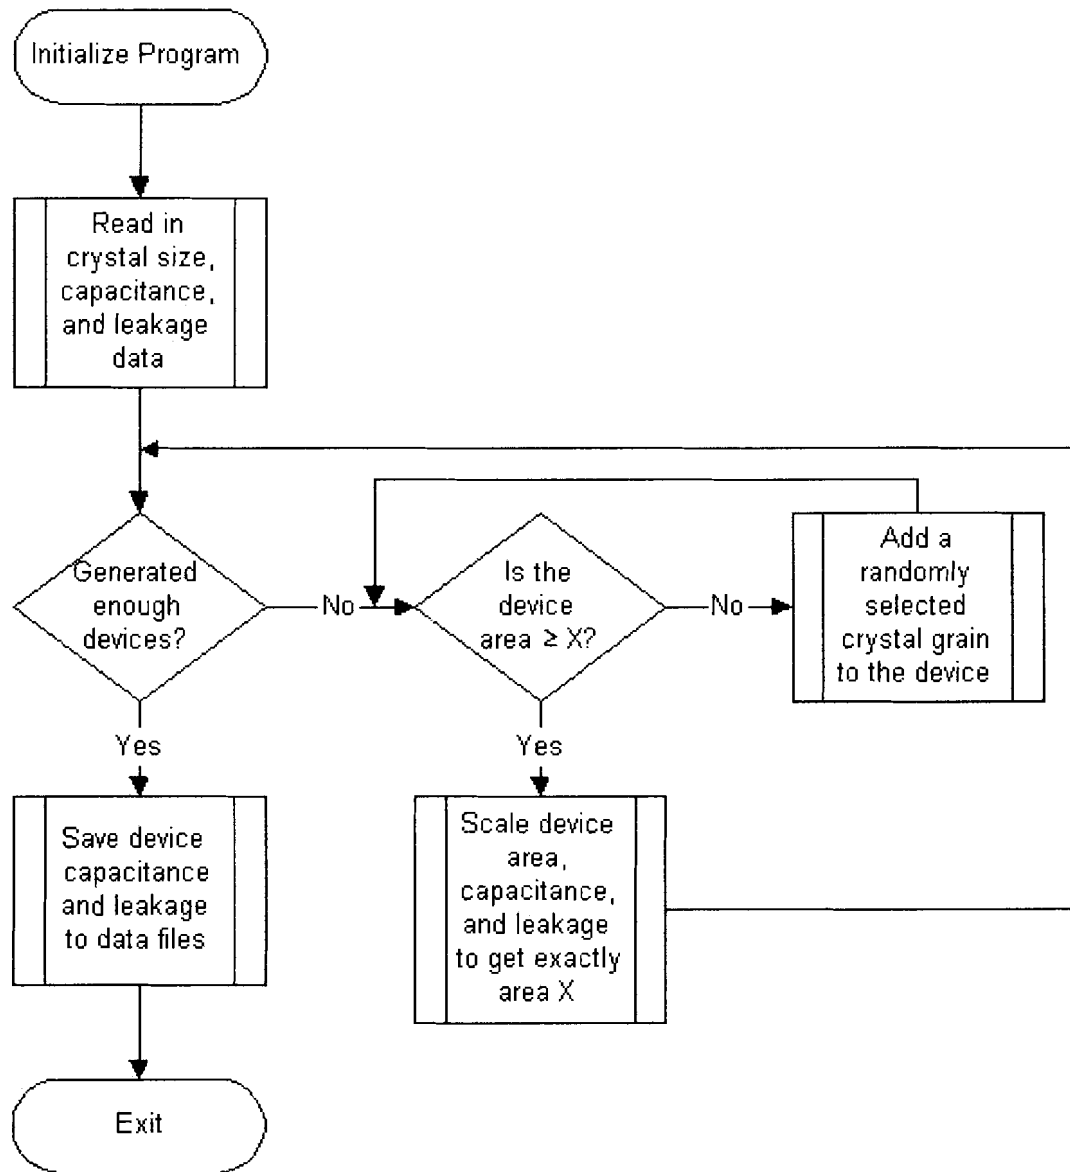 Initialize Program
Read in
crystal size,
capacitance,
and leakage
data
Generated
enough
devices?
No
Is the
device
area ≥ X?
No
Add a
randomly
selected
crystal grain
to the device
Yes
Yes
Save device
capacitance
and leakage
to data files
Scale device
area,
capacitance,
and leakage
to get exactly
area X
Exit